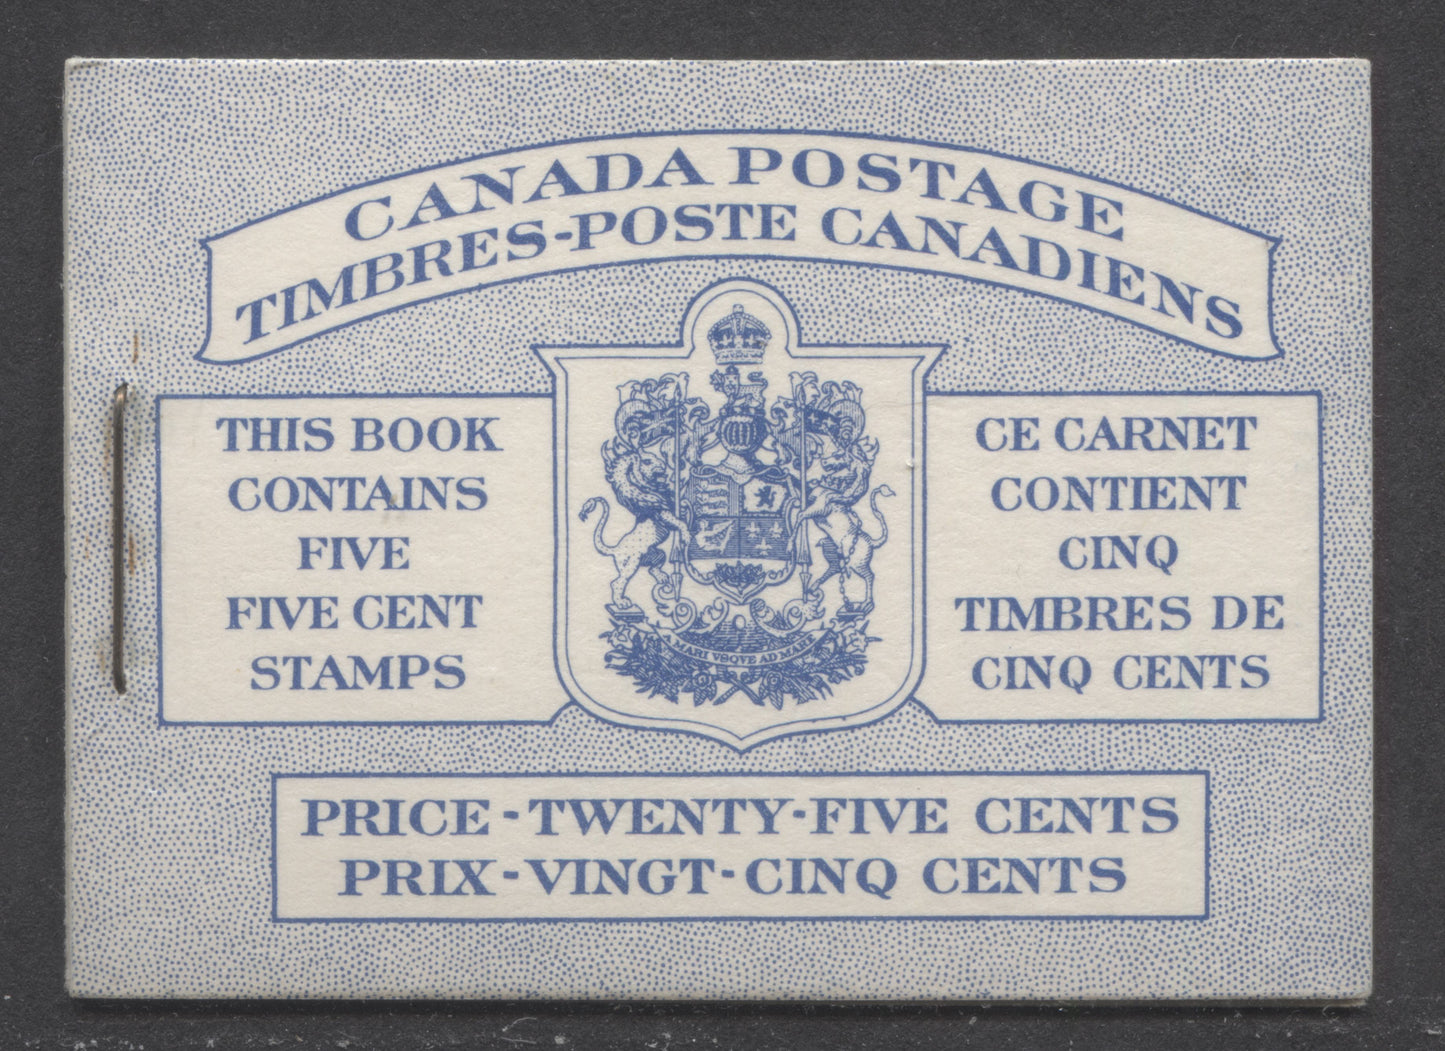 CANADA POSTAGE
TIMBRES-POSTE CANADIENS
THIS BOOK
CONTAINS
FIVE
FIVE CENT
STAMPS
A MARI VSQVE AD MARE
CE CARNET
CONTIENT
CINQ
TIMBRES DE
CINQ CENTS
PRICE-TWENTY-FIVE CENTS
PRIX-VINGT-CINQ CENTS